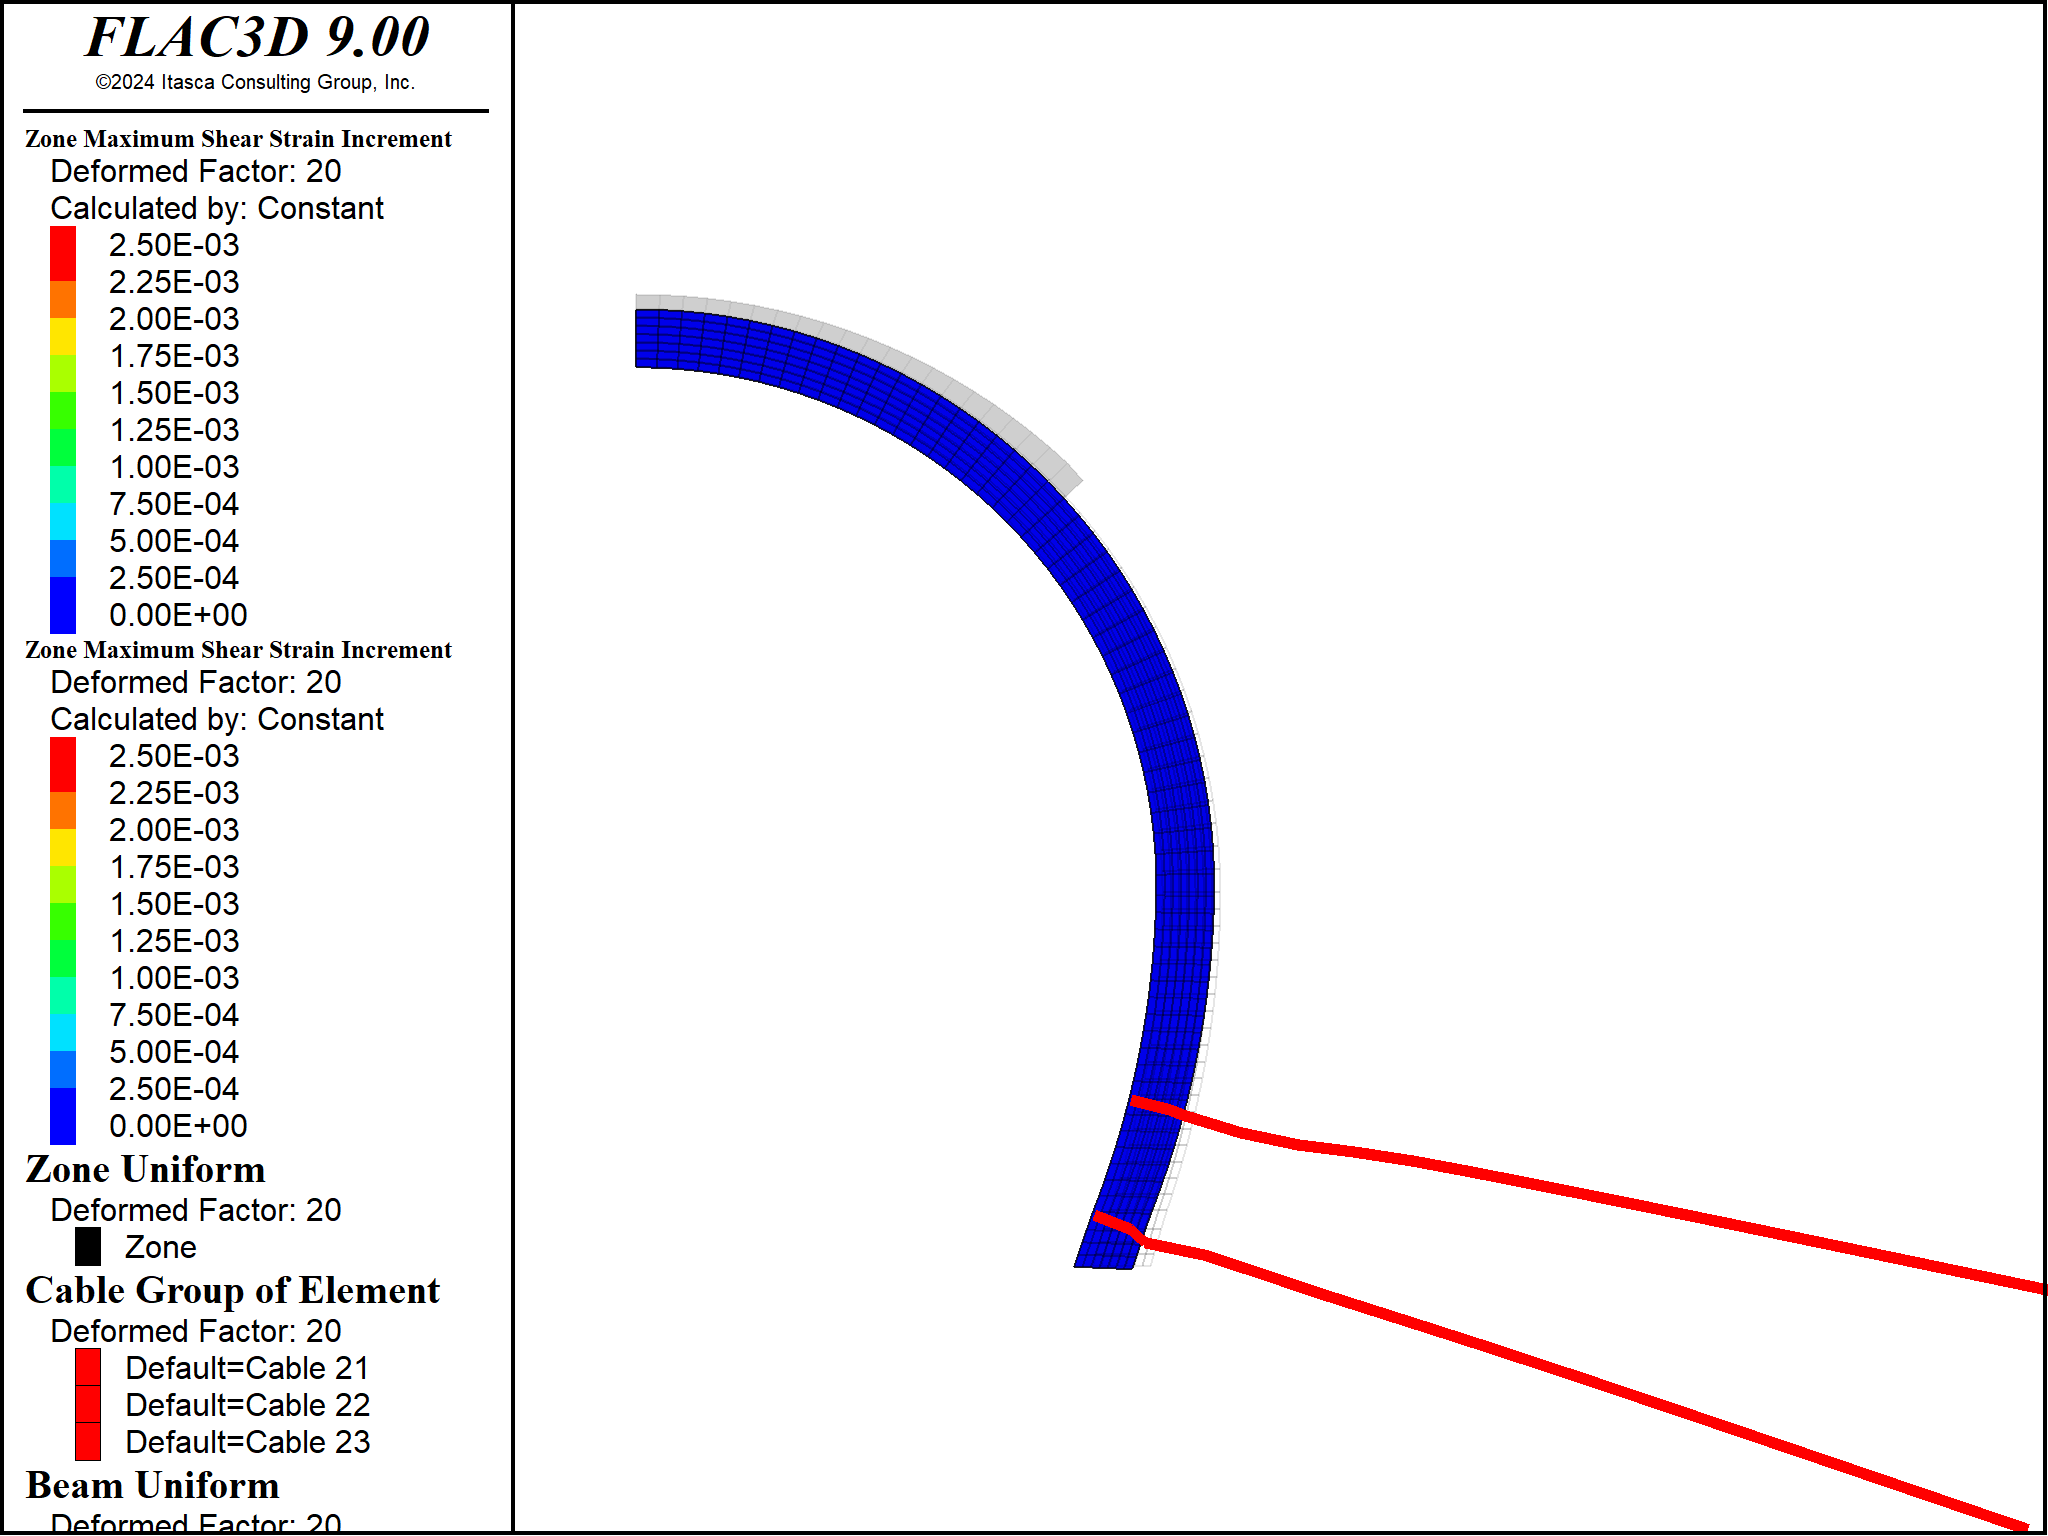 FLAC3D 9.00
©2024 Itasca Consulting Group, Inc.
Zone Maximum Shear Strain Increment
Deformed Factor: 20
Calculated by: Constant
2.50E-03
2.25E-03
2.00E-03
1.75E-03
1.50E-03
1.25E-03
1.00E-03
7.50E-04
5.00E-04
2.50E-04
0.00E+00
Zone Maximum Shear Strain Increment
Deformed Factor: 20
Calculated by: Constant
2.50E-03
2.25E-03
2.00E-03
1.75E-03
1.50E-03
1.25E-03
1.00E-03
7.50E-04
5.00E-04
2.50E-04
0.00E+00
Zone Uniform
Deformed Factor: 20
Zone
Cable Group of Element
Deformed Factor: 20
Default=Cable 21
Default=Cable 22
Default=Cable 23
Beam Uniform
Deformed Factor: 20